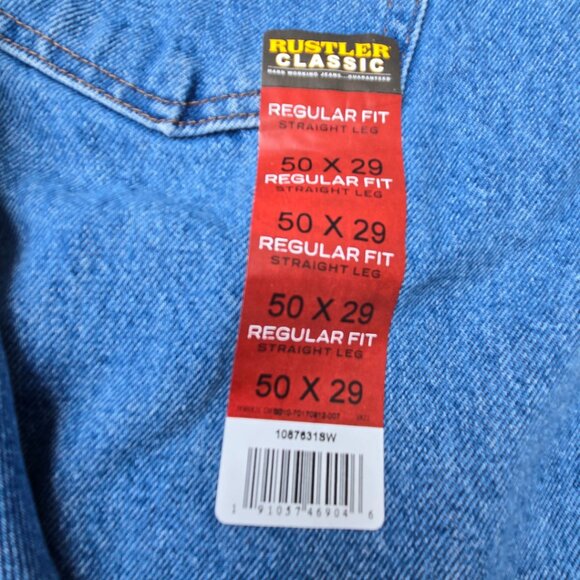 RUSTLER
CLASSIC
HARD WORKING JEANS...GUARANTEED
REGULAR FIT
STRAIGHT LEG
50 X 29
REGULAR FIT
STRAIGHT LEG
50 X 29
REGULAR FIT
STRAIGHT LEG
50 X 29
REGULAR FIT
STRAIGHT LEG
50 X 29
1087631SW
1 91057 46904 6